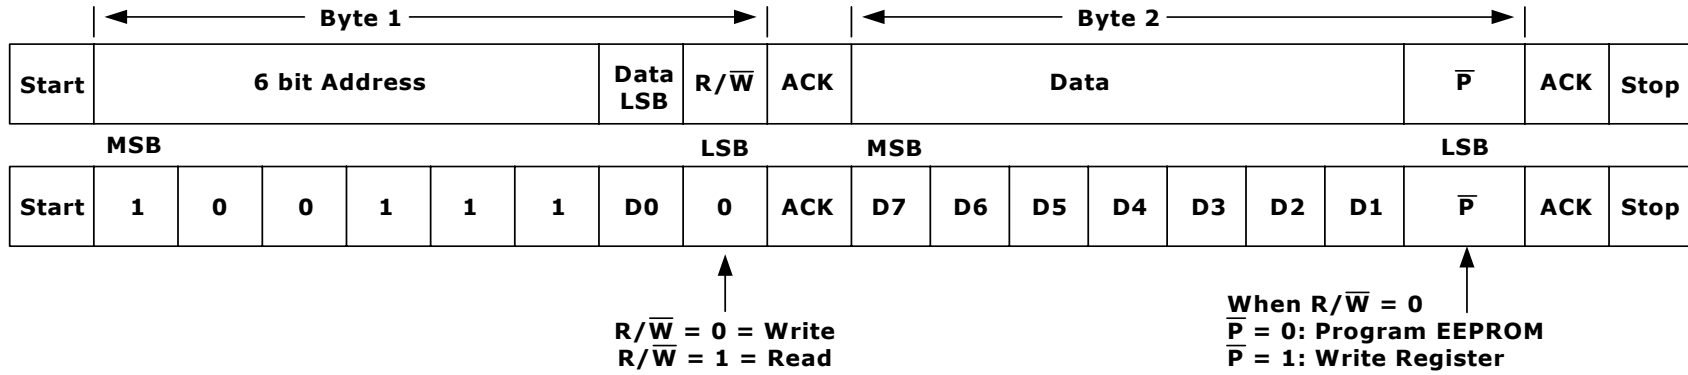 Byte 1 Byte 2
Start 6 bit Address Data LSB R/W̅ ACK Data P̅ ACK Stop
MSB LSB MSB LSB
Start 1 0 0 1 1 1 D0 0 ACK D7 D6 D5 D4 D3 D2 D1 P̅ ACK Stop
R/W̅ = 0 = Write
R/W̅ = 1 = Read
When R/W̅ = 0
P̅ = 0: Program EEPROM
P̅ = 1: Write Register